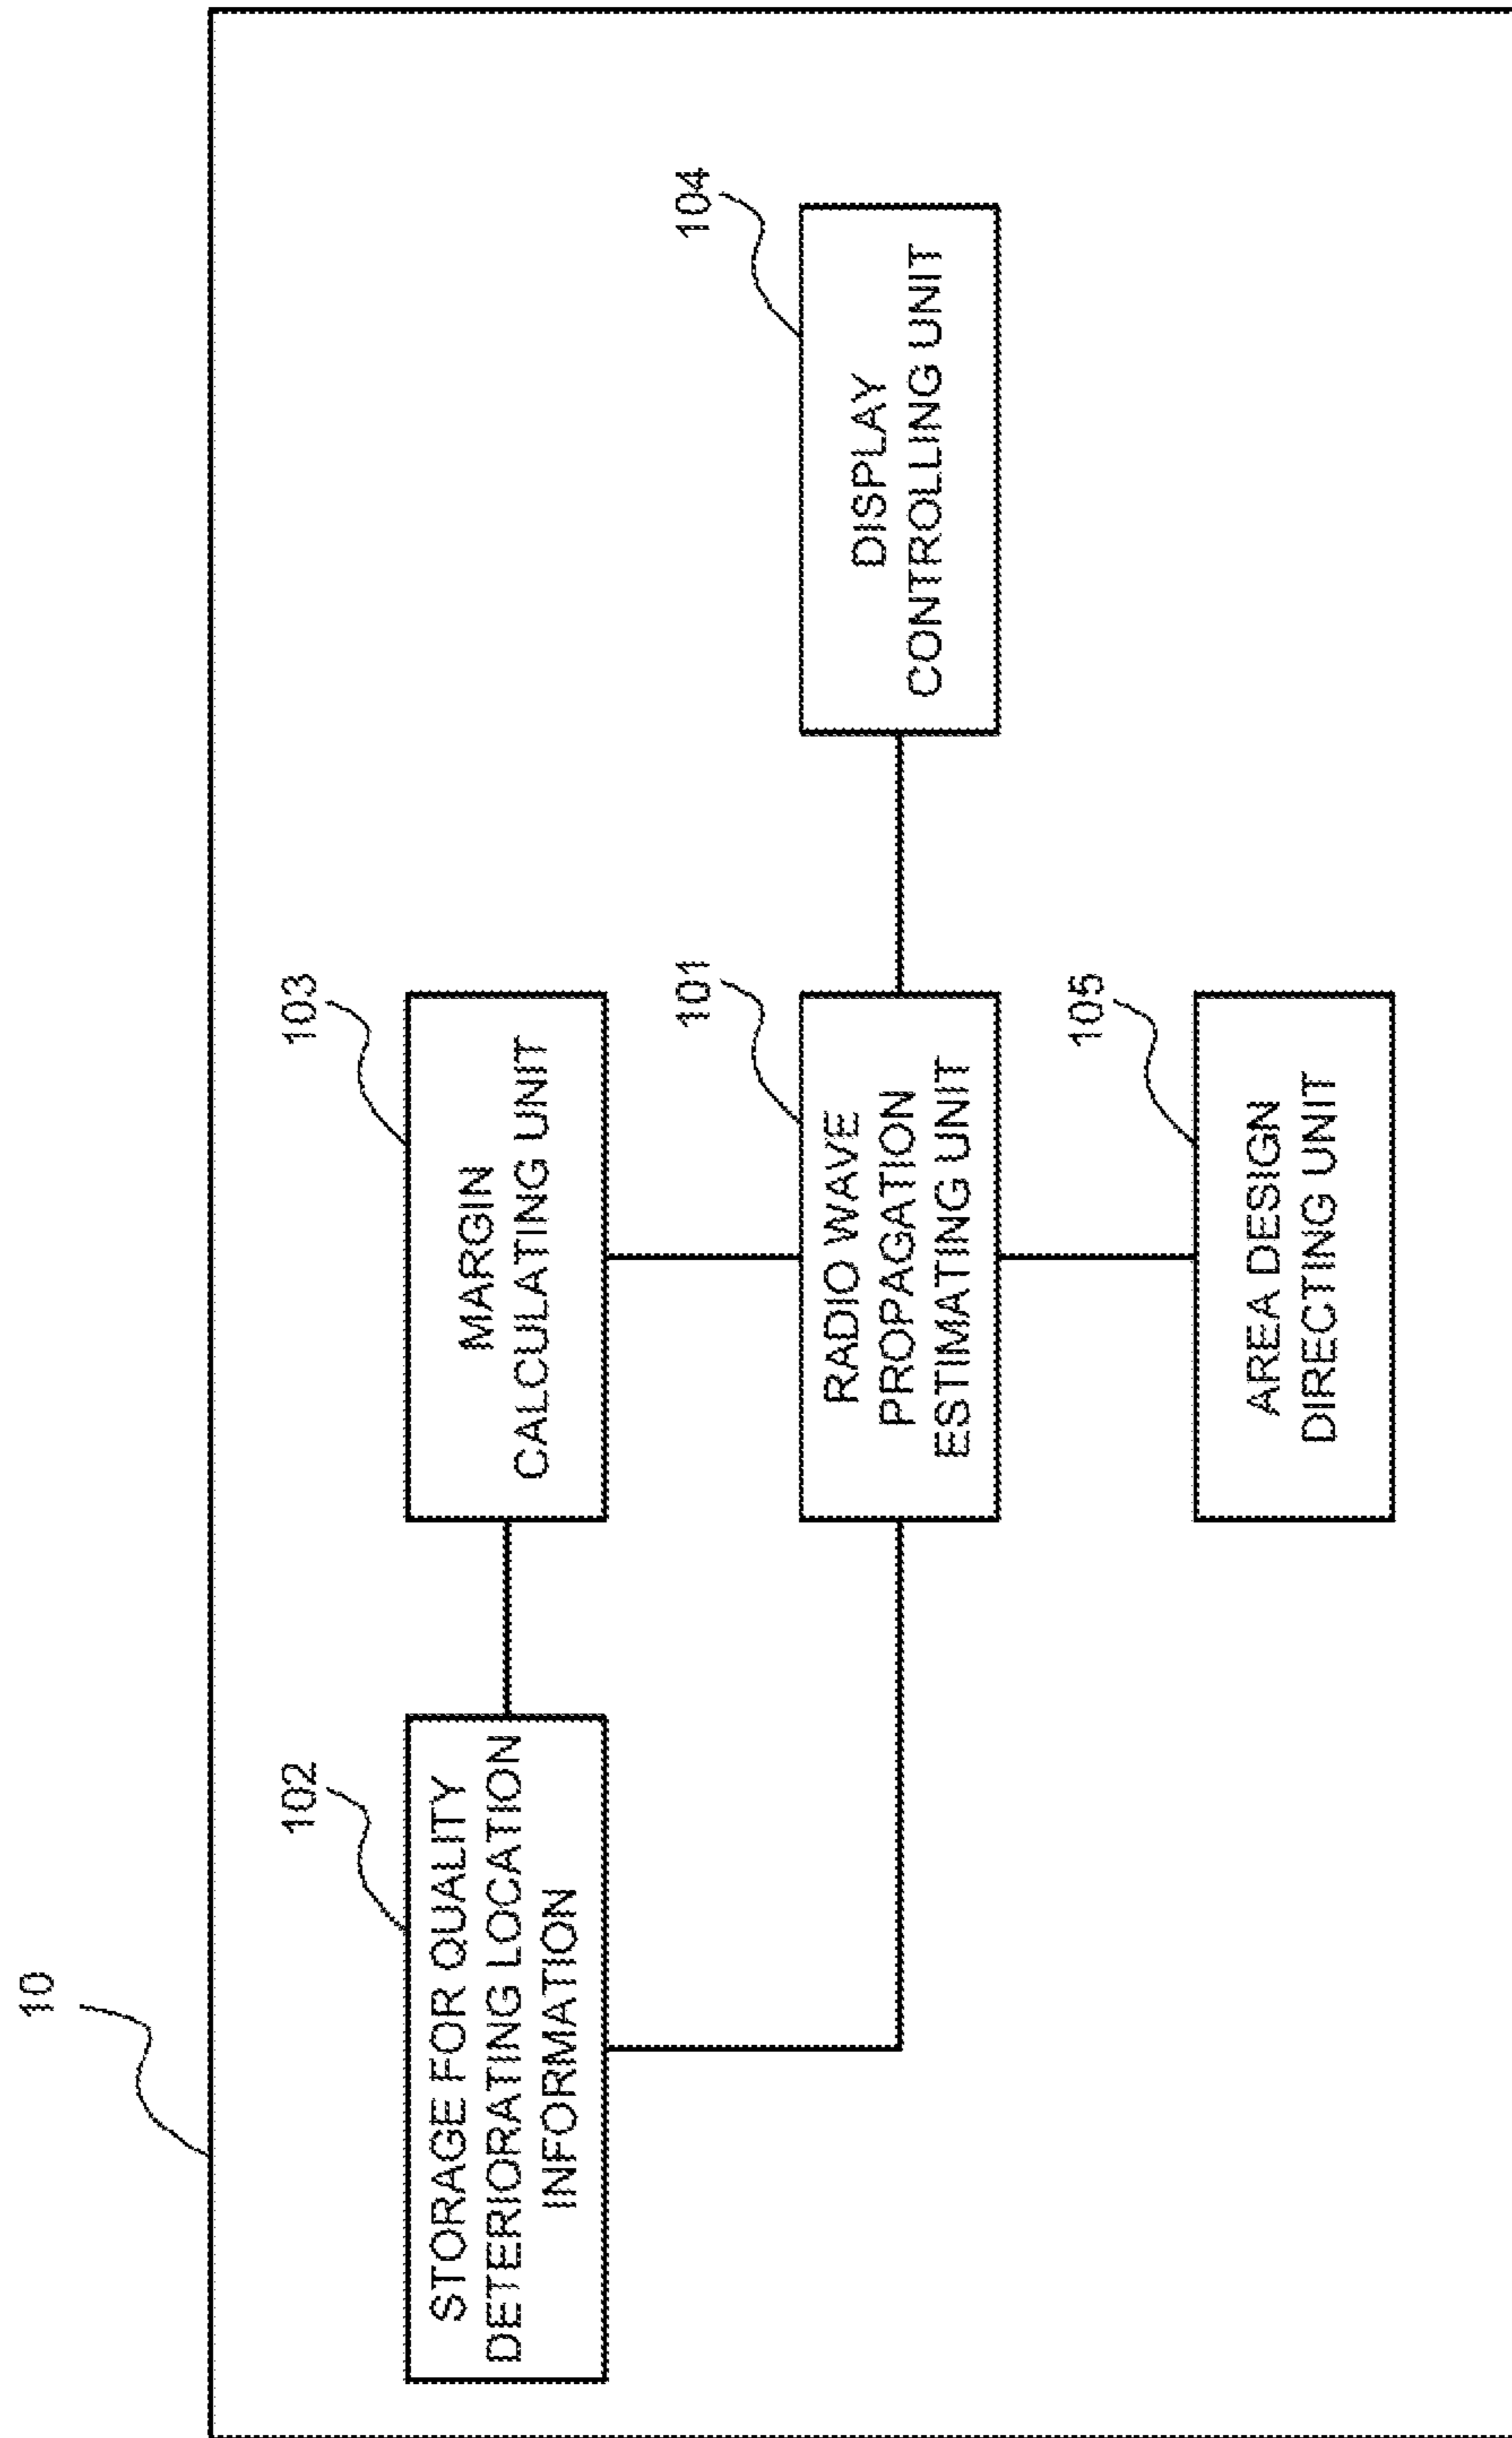 10
102
STORAGE FOR QUALITY
DETERIORATING LOCATION
INFORMATION
103
MARGIN
CALCULATING UNIT
101
RADIO WAVE
PROPAGATION
ESTIMATING UNIT
104
DISPLAY
CONTROLLING UNIT
105
AREA DESIGN
DIRECTING UNIT